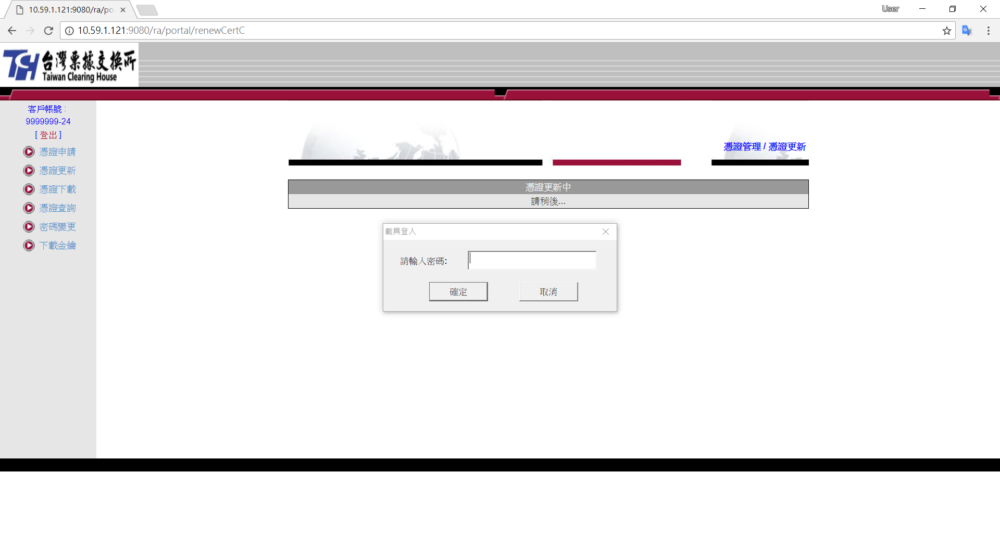 10.59.1.121:9080/ra/po
User
10.59.1.121:9080/ra/portal/renewCertC
TCH 台灣票據交換所
Taiwan Clearing House
客戶帳號 :
9999999-24
[ 登出 ]
憑證申請
憑證更新
憑證下載
憑證查詢
密碼變更
下載金鑰
憑證管理 / 憑證更新
憑證更新中
請稍後...
載具登入
請輸入密碼:
確定
取消